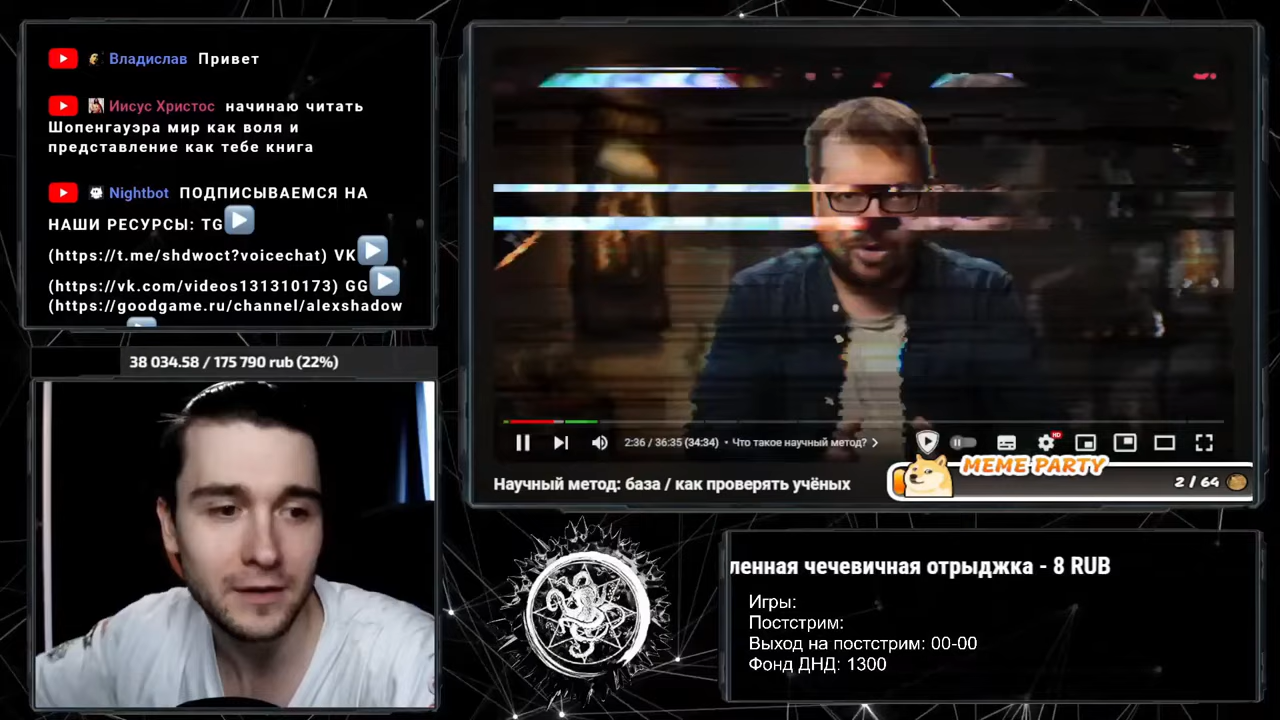 Владислав Привет
Иисус Христос начинаю читать
Шопенгауэра мир как воля и
представление как тебе книга
Nightbot ПОДПИСЫВАЕМСЯ НА
НАШИ РЕСУРСЫ: TG
(https://t.me/shdwoct?voicechat) VK
(https://vk.com/videos131310173) GG
(https://goodgame.ru/channel/alexshadow
38 034.58 / 175 790 rub (22%)
2:36 / 36:35 (34:34) • Что такое научный метод?
HD
Научный метод: база / как проверять учёных
MEME PARTY
2 / 64
ленная чечевичная отрыджка - 8 RUB
Игры:
Постстрим:
Выход на постстрим: 00-00
Фонд ДНД: 1300